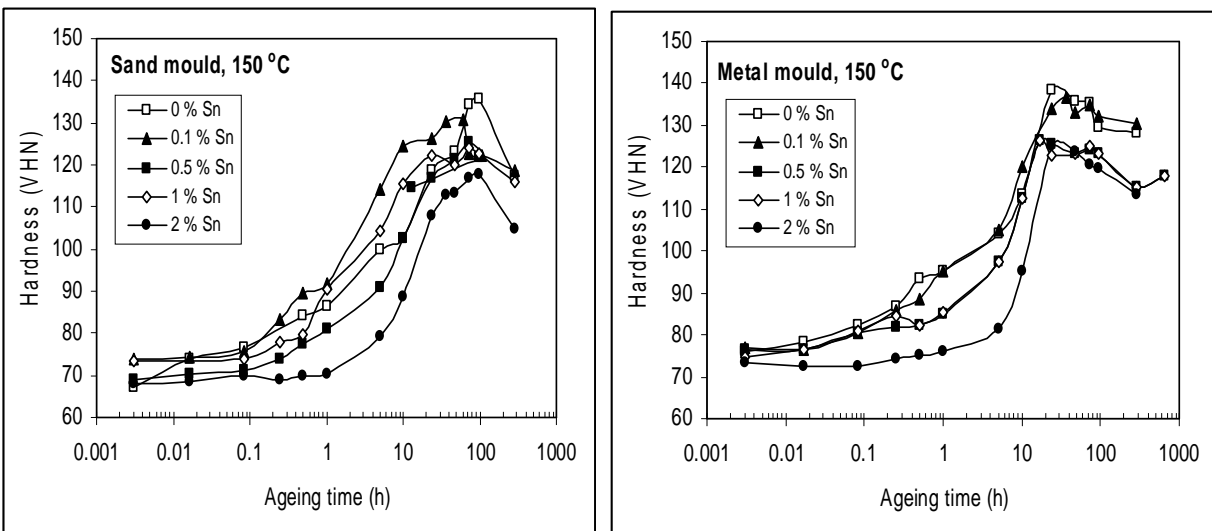 Sand mould, 150 °C
Hardness (VHN)
150
140
130
120
110
100
90
80
70
60
0 % Sn
0.1 % Sn
0.5 % Sn
1 % Sn
2 % Sn
0.001 0.01 0.1 1 10 100 1000
Ageing time (h)
Metal mould, 150 °C
Hardness (VHN)
150
140
130
120
110
100
90
80
70
60
0 % Sn
0.1 % Sn
0.5 % Sn
1 % Sn
2 % Sn
0.001 0.01 0.1 1 10 100 1000
Ageing time (h)